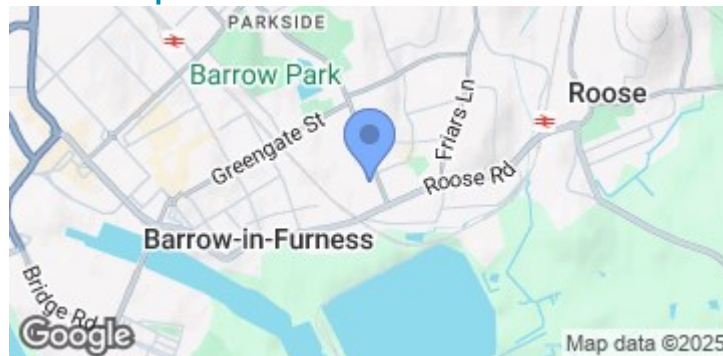 PARKSIDE
Barrow Park
Roose
Greengate St
Friars Ln
Roose Rd
Barrow-in-Furness
Bridge Rd
Google
Map data ©2025